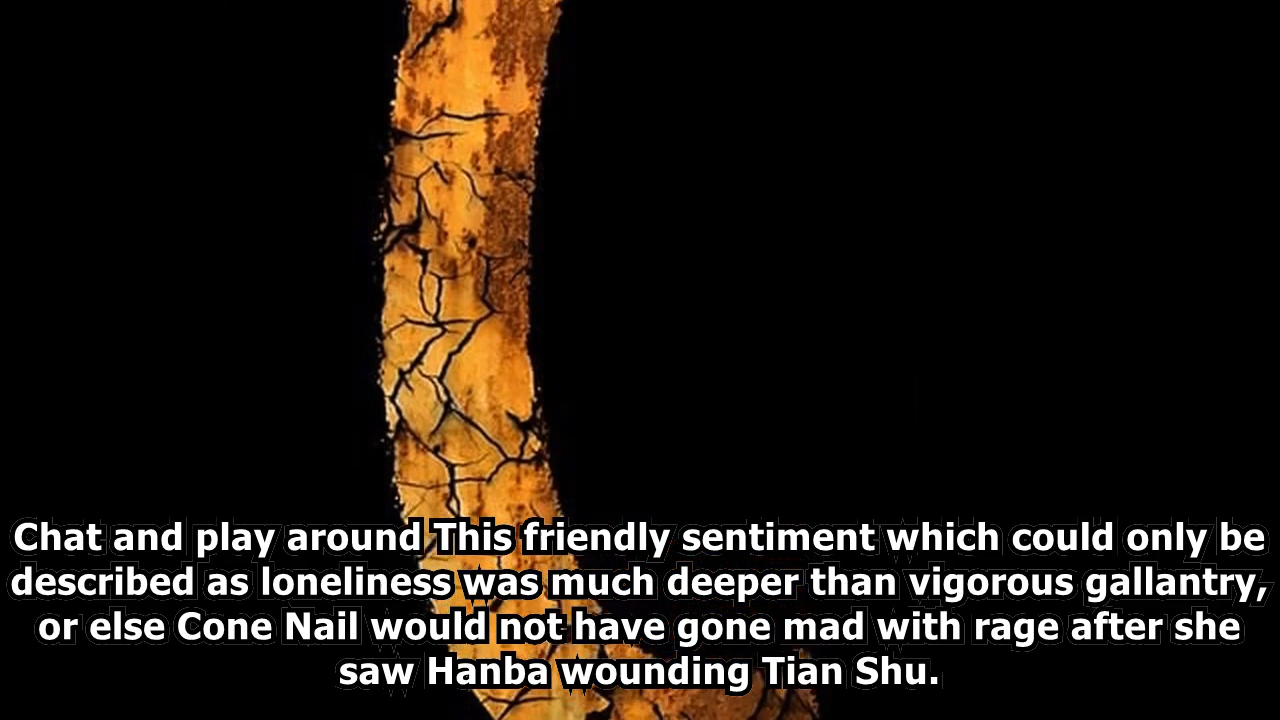 Chat and play around This friendly sentiment which could only be
described as loneliness was much deeper than vigorous gallantry,
or else Cone Nail would not have gone mad with rage after she
saw Hanba wounding Tian Shu.